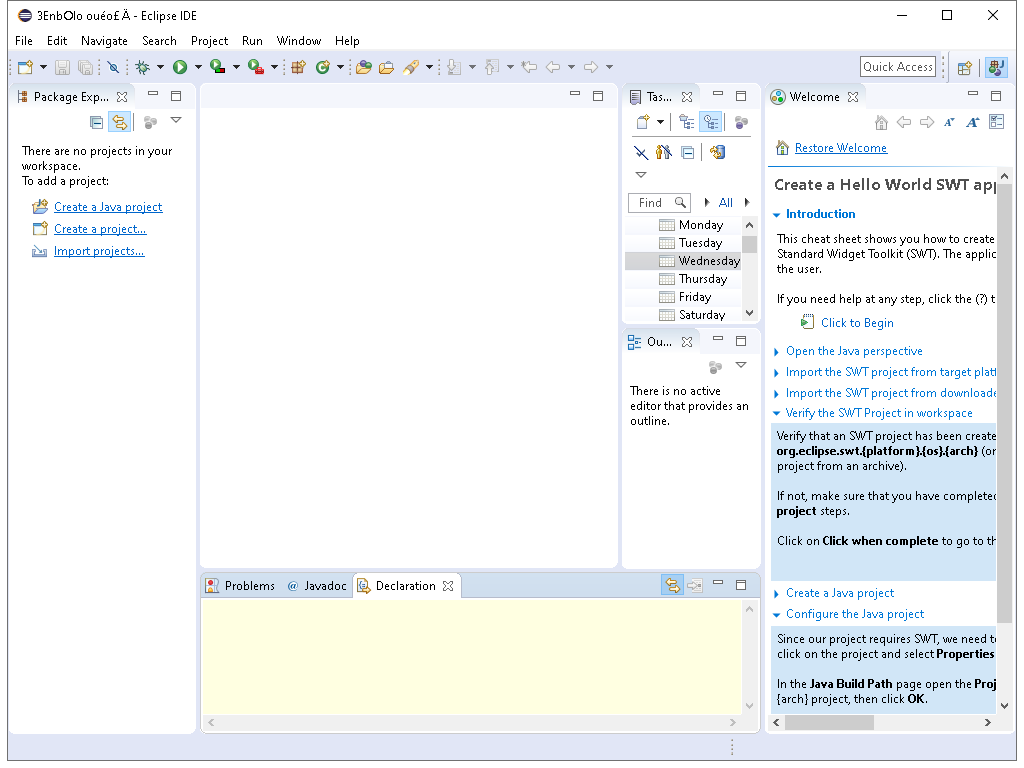 3EnbOlo ouéo£Ä - Eclipse IDE
File Edit Navigate Search Project Run Window Help
Quick Access
Package Exp...
There are no projects in your
workspace.
To add a project:
Create a Java project
Create a project...
Import projects...
Tas...
Find
All
Monday
Tuesday
Wednesday
Thursday
Friday
Saturday
Ou...
There is no active
editor that provides an
outline.
Problems @ Javadoc Declaration
Welcome
Restore Welcome
Create a Hello World SWT app
Introduction
This cheat sheet shows you how to create
Standard Widget Toolkit (SWT). The applic
the user.
If you need help at any step, click the (?) t
Click to Begin
Open the Java perspective
Import the SWT project from target platf
Import the SWT project from downloade
Verify the SWT Project in workspace
Verify that an SWT project has been create
org.eclipse.swt.{platform}.{os}.{arch} (or
project from an archive).
If not, make sure that you have completed
project steps.
Click on Click when complete to go to th
Create a Java project
Configure the Java project
Since our project requires SWT, we need to
click on the project and select Properties
In the Java Build Path page open the Proj
{arch} project, then click OK.